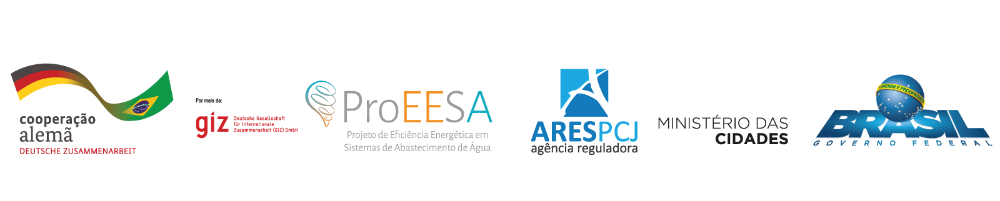 cooperação
alemã
DEUTSCHE ZUSAMMENARBEIT
Por meio da:
giz
Deutsche Gesellschaft
für Internationale
Zusammenarbeit (GIZ) GmbH
ProEESA
Projeto de Eficiência Energética em
Sistemas de Abastecimento de Água
ARESPCJ
agência reguladora
MINISTÉRIO DAS
CIDADES
ORDEM E PROGRESSO
BRASIL
GOVERNO FEDERAL